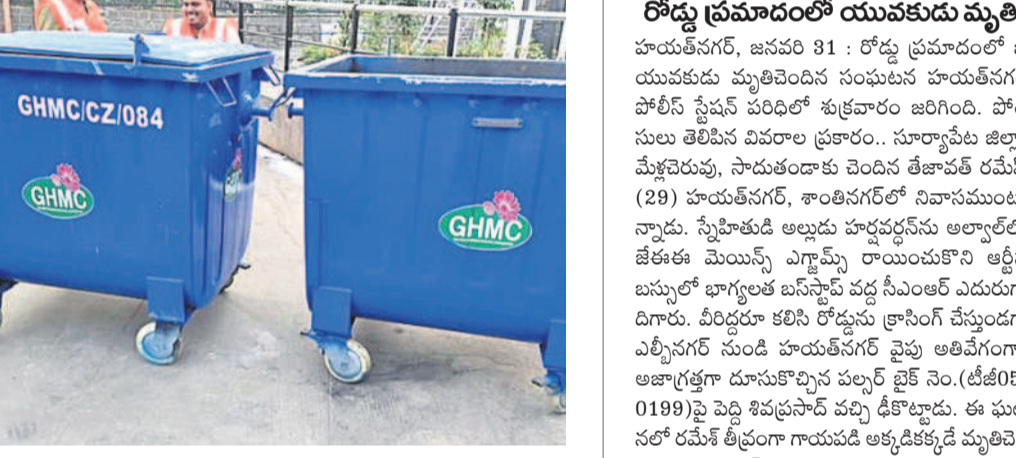 GHMC/CZ/084
GHMC
GHMC
రోడ్డు ప్రమాదంలో యువకుడు మృతి
హయత్‌నగర్, జనవరి 31 : రోడ్డు ప్రమాదంలో
యువకుడు మృతిచెందిన సంఘటన హయత్‌నగ
పోలీస్ స్టేషన్ పరిధిలో శుక్రవారం జరిగింది. పో
సులు తెలిపిన వివరాల ప్రకారం.. సూర్యాపేట జిల్లా
మేళ్లచెరువు, సాదుతండాకు చెందిన తేజావత్ రమే
(29) హయత్‌నగర్, శాంతినగర్‌లో నివాసముంట
న్నాడు. స్నేహితుడి అల్లుడు హర్షవర్ధన్‌ను అల్వాల్‌ల
జేఈఈ మెయిన్స్ ఎగ్జామ్స్ రాయించుకొని ఆర్టీ
బస్సులో భాగ్యలత బస్‌స్టాప్ వద్ద సీఎంఆర్ ఎదురుగ
దిగారు. వీరిద్దరూ కలిసి రోడ్డును క్రాసింగ్ చేస్తుండగ
ఎల్బీనగర్ నుండి హయత్‌నగర్ వైపు అతివేగంగా
అజాగ్రత్తగా దూసుకొచ్చిన పల్సర్ బైక్ నెం.(టీజీ05
0199)పై పెద్ది శివప్రసాద్ వచ్చి ఢీకొట్టాడు. ఈ ఘట
నలో రమేశ్ తీవ్రంగా గాయపడి అక్కడికక్కడే మృతిచె